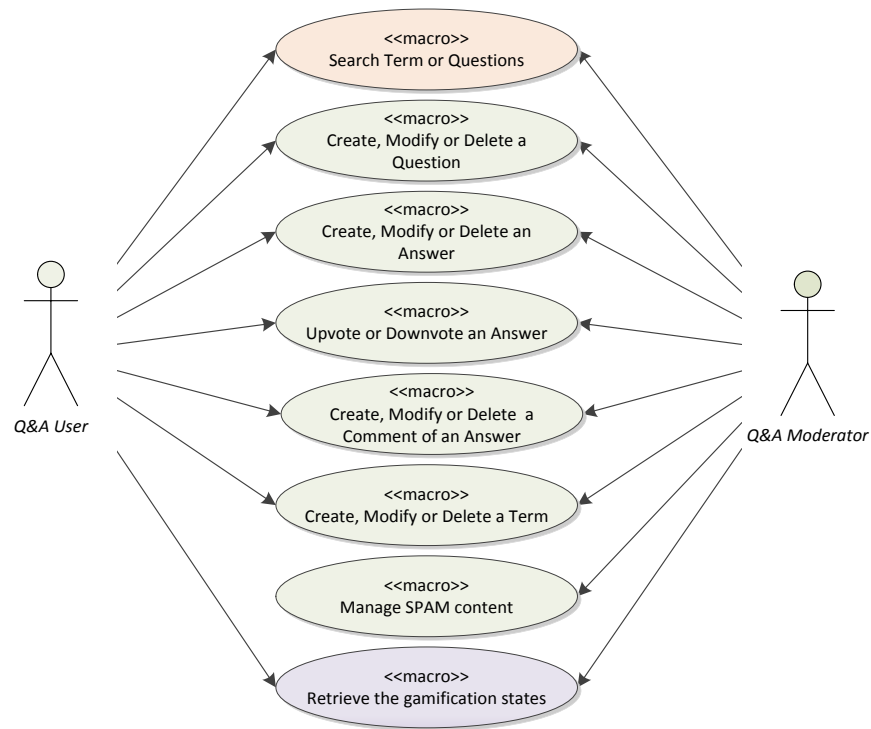 <<macro>>
Search Term or Questions
<<macro>>
Create, Modify or Delete a
Question
<<macro>>
Create, Modify or Delete an
Answer
<<macro>>
Upvote or Downvote an Answer
<<macro>>
Create, Modify or Delete  a
Comment of an Answer
Q&A User
Q&A Moderator
<<macro>>
Create, Modify or Delete a Term
<<macro>>
Manage SPAM content
<<macro>>
Retrieve the gamification states